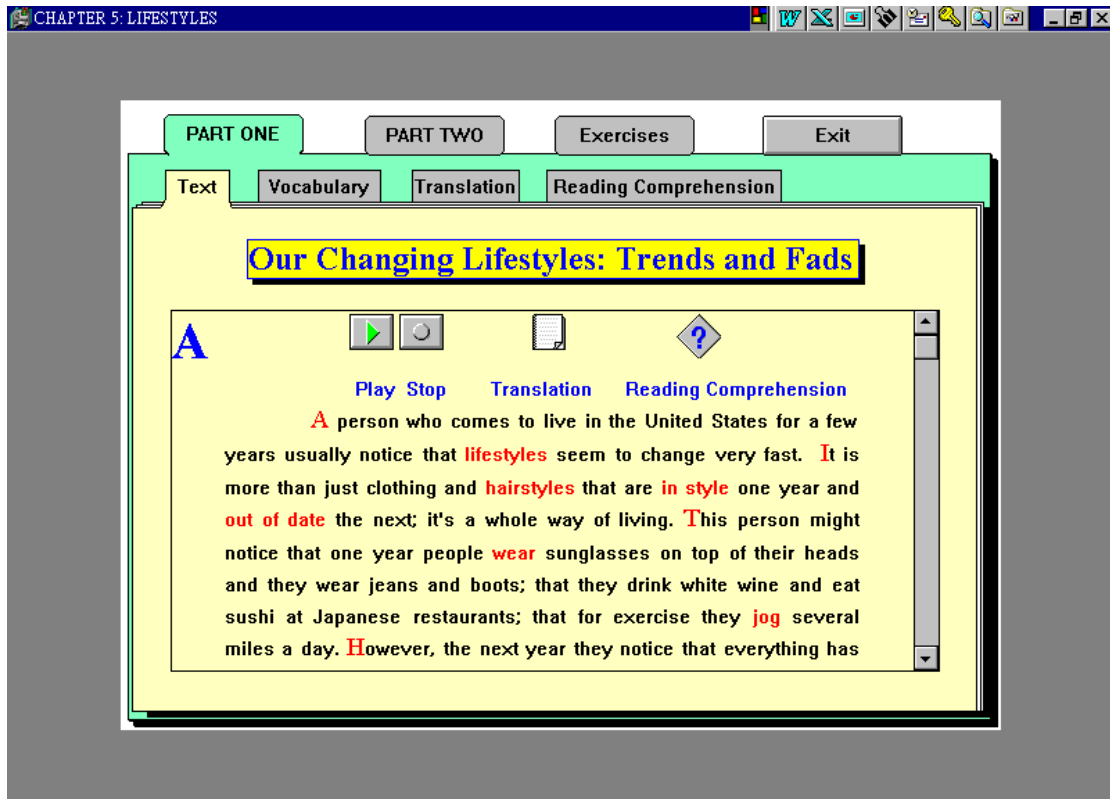 CHAPTER 5: LIFESTYLES
PART ONE
PART TWO
Exercises
Exit
Text
Vocabulary
Translation
Reading Comprehension
Our Changing Lifestyles: Trends and Fads
A
?
Play Stop
Translation
Reading Comprehension
A person who comes to live in the United States for a few
years usually notice that lifestyles seem to change very fast. It is
more than just clothing and hairstyles that are in style one year and
out of date the next; it's a whole way of living. This person might
notice that one year people wear sunglasses on top of their heads
and they wear jeans and boots; that they drink white wine and eat
sushi at Japanese restaurants; that for exercise they jog several
miles a day. However, the next year they notice that everything has